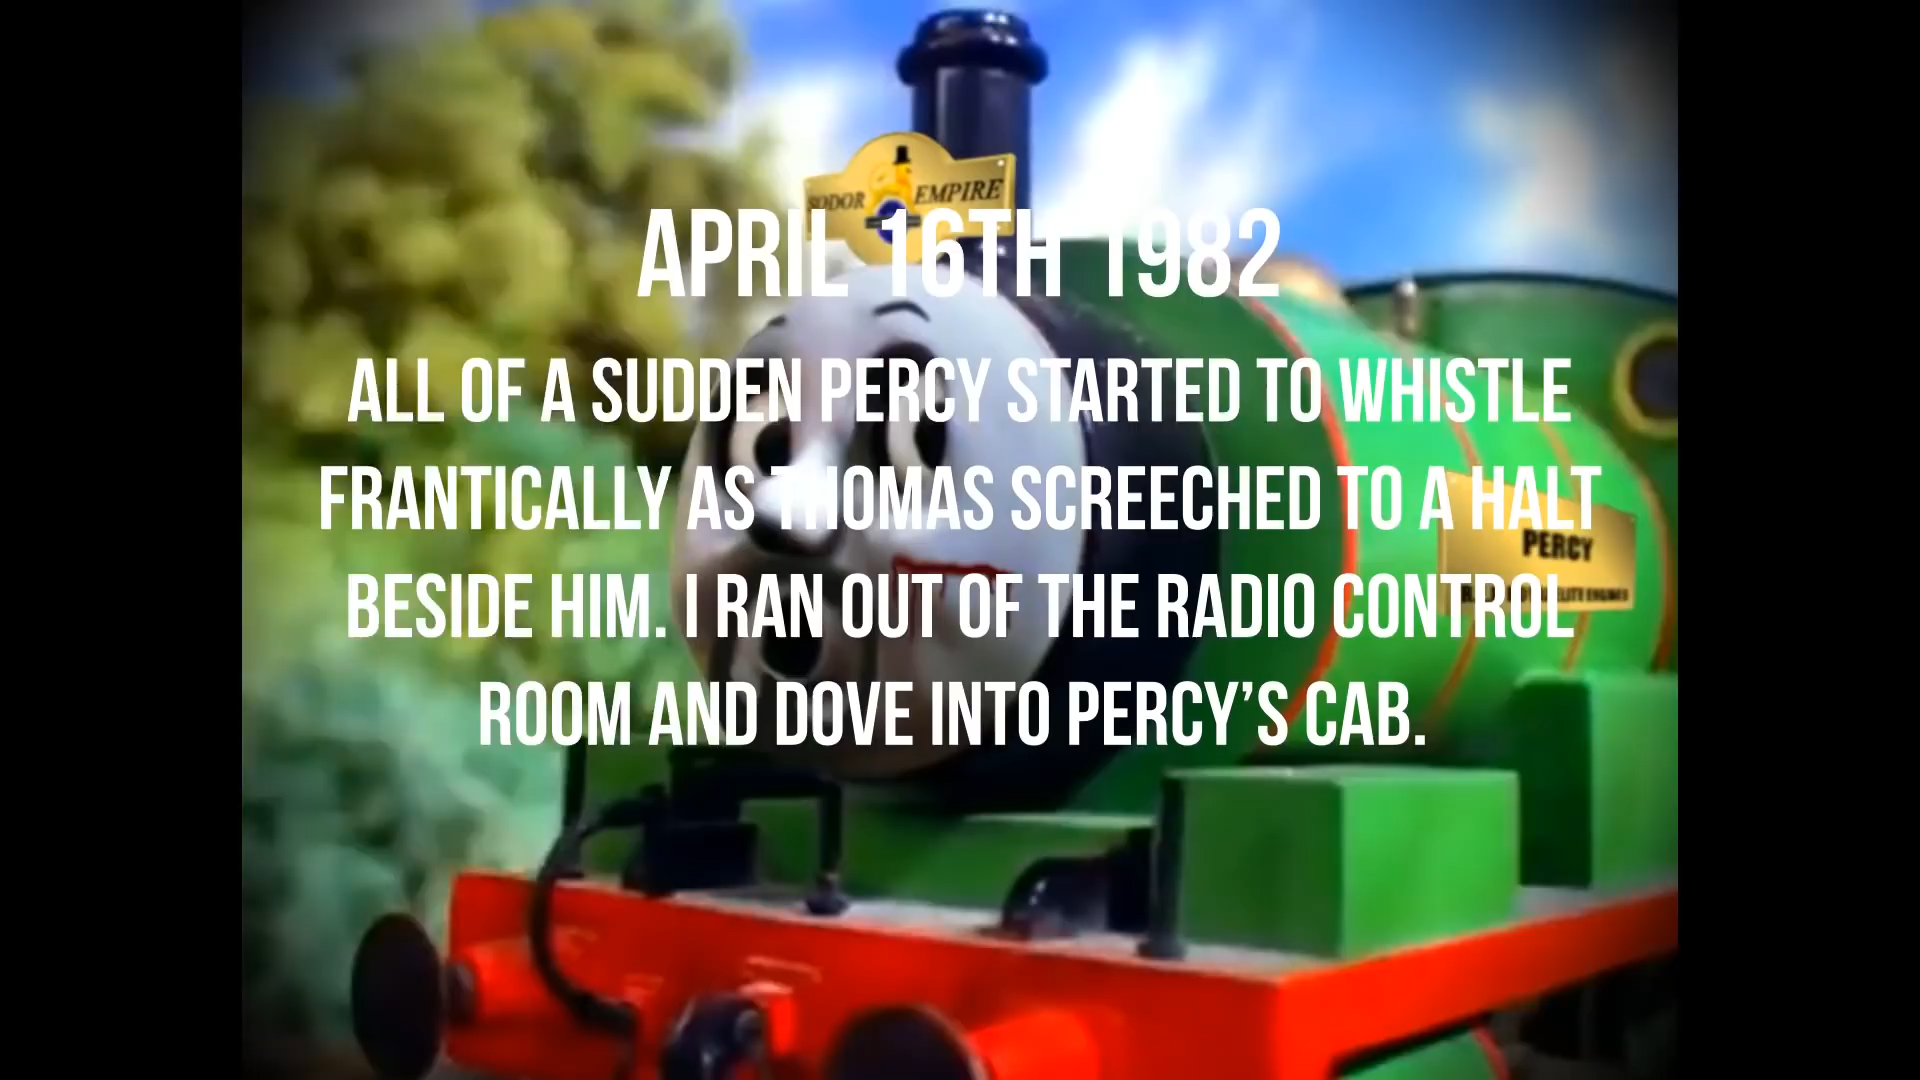 SODOR EMPIRE
APRIL 16TH 1982
ALL OF A SUDDEN PERCY STARTED TO WHISTLE
FRANTICALLY AS THOMAS SCREECHED TO A HALT
BESIDE HIM. I RAN OUT OF THE RADIO CONTROL
ROOM AND DOVE INTO PERCY'S CAB.
PERCY